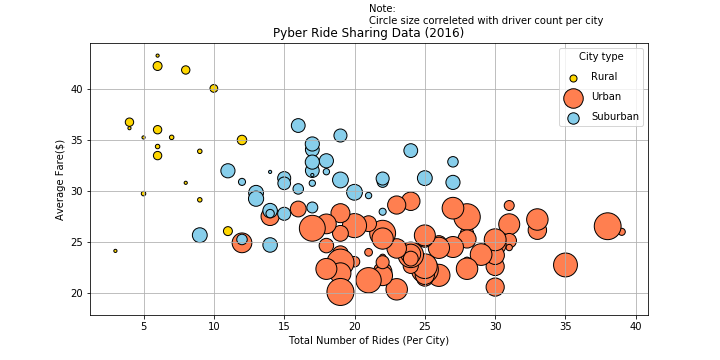 Note:
Circle size correleted with driver count per city
Pyber Ride Sharing Data (2016)
City type
Rural
Urban
Suburban
Average Fare($)
40
35
30
25
20
5
10
15
20
25
30
35
40
Total Number of Rides (Per City)